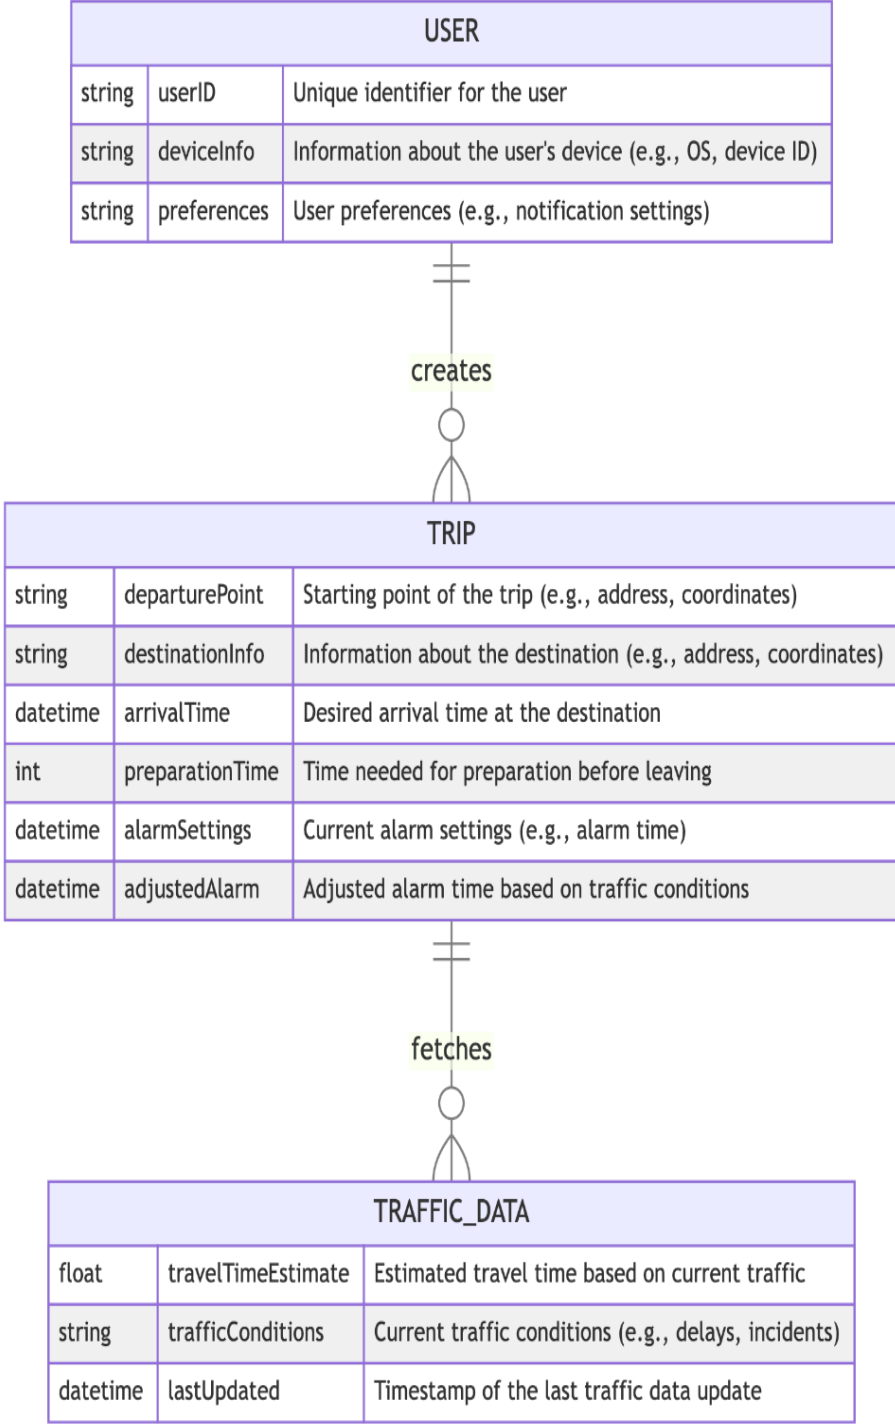 USER
string userID Unique identifier for the user
string deviceInfo Information about the user's device (e.g., OS, device ID)
string preferences User preferences (e.g., notification settings)
creates
TRIP
string departurePoint Starting point of the trip (e.g., address, coordinates)
string destinationInfo Information about the destination (e.g., address, coordinates)
datetime arrivalTime Desired arrival time at the destination
int preparationTime Time needed for preparation before leaving
datetime alarmSettings Current alarm settings (e.g., alarm time)
datetime adjustedAlarm Adjusted alarm time based on traffic conditions
fetches
TRAFFIC_DATA
float travelTimeEstimate Estimated travel time based on current traffic
string trafficConditions Current traffic conditions (e.g., delays, incidents)
datetime lastUpdated Timestamp of the last traffic data update